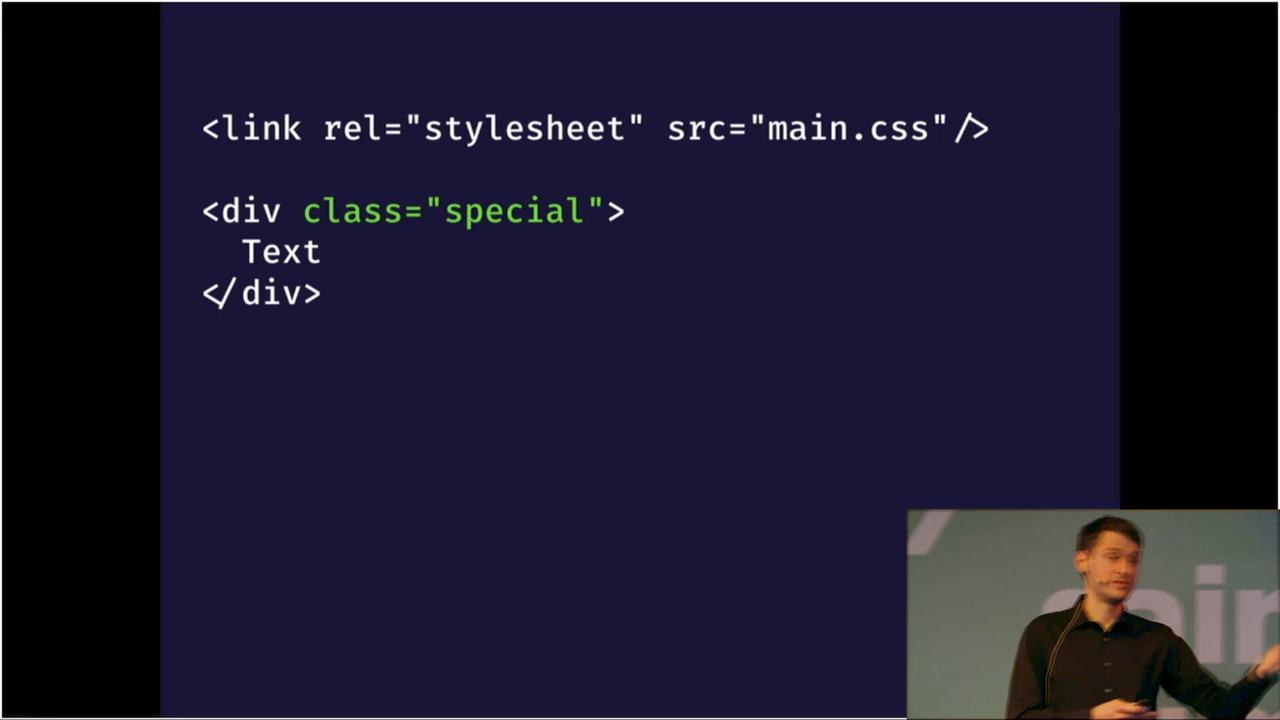 <link rel="stylesheet" src="main.css"/>
<div class="special">
Text
</div>